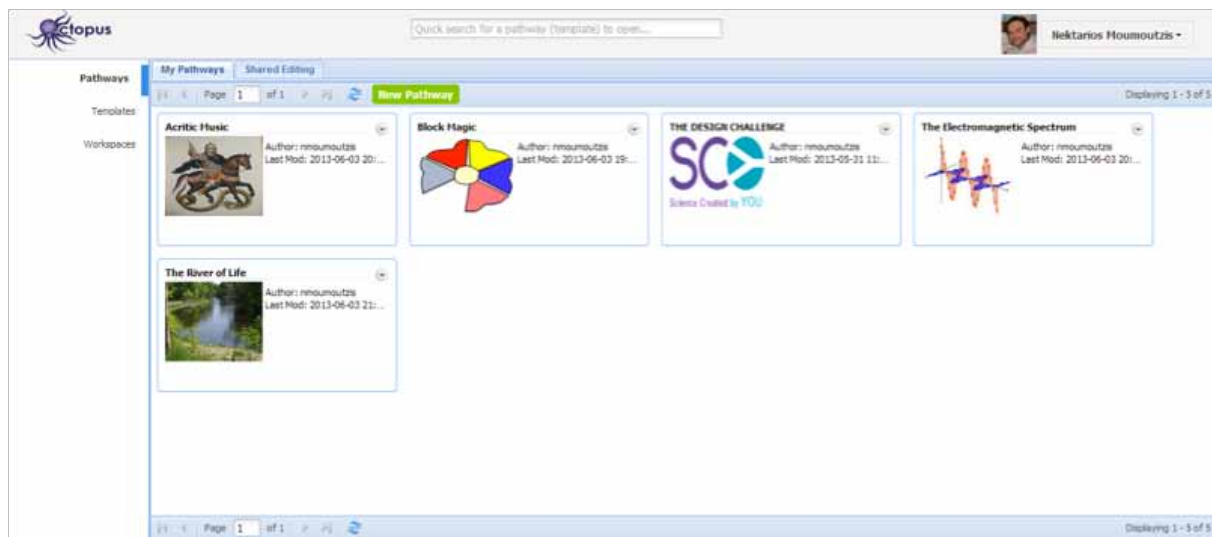 Octopus
Quick search for a pathway (template) to open...
Nektarios Moumoutzis
Pathways
Templates
Workspaces
My Pathways Shared Editing
Page 1 of 1 New Pathway Displaying 1 - 5 of 5
Acritic Music
Author: nmoumoutzis
Last Mod: 2013-06-03 20:...
Block Magic
Author: nmoumoutzis
Last Mod: 2013-06-03 19:...
THE DESIGN CHALLENGE
SCY
Science Created by YOU
Author: nmoumoutzis
Last Mod: 2013-05-31 11:...
The Electromagnetic Spectrum
Author: nmoumoutzis
Last Mod: 2013-06-03 20:...
The River of Life
Author: nmoumoutzis
Last Mod: 2013-06-03 21:...
Page 1 of 1 Displaying 1 - 5 of 5